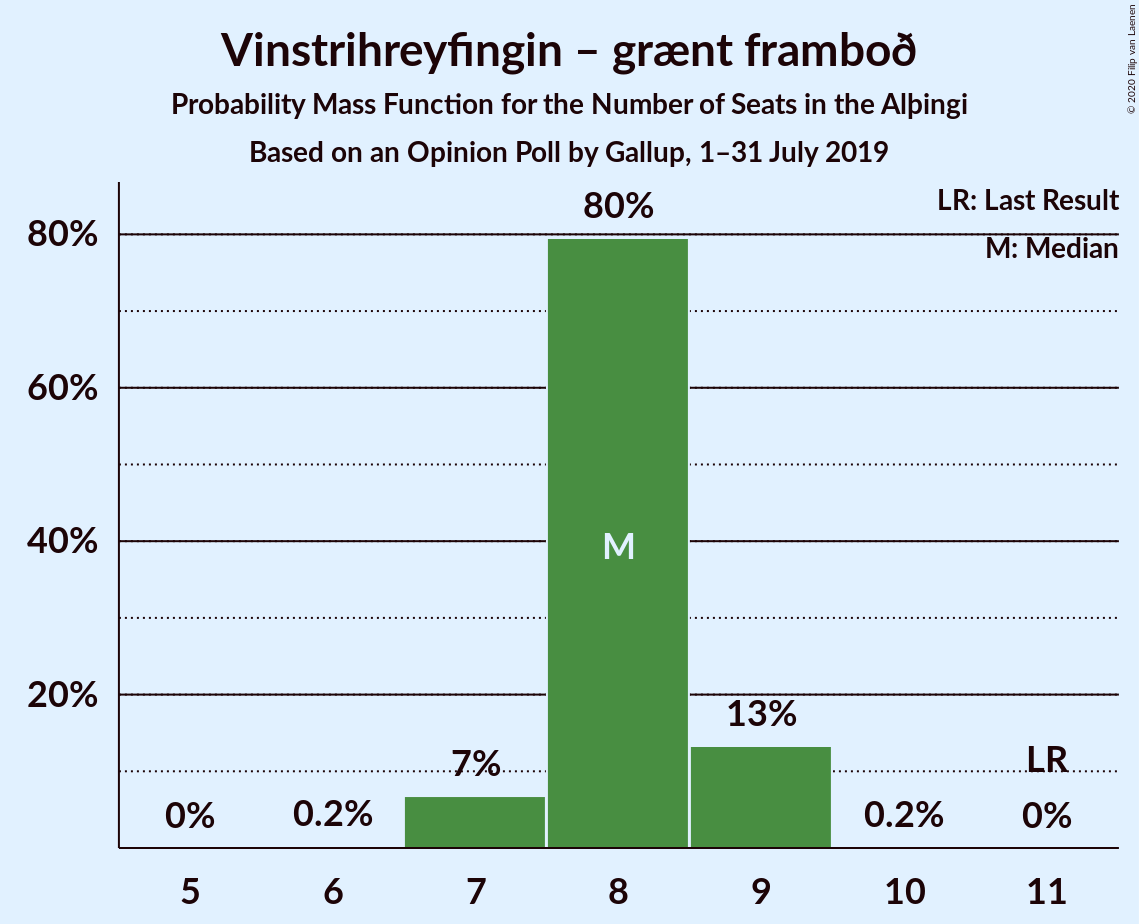 Vinstrihreyfingin – grænt framboð
Probability Mass Function for the Number of Seats in the Alþingi
Based on an Opinion Poll by Gallup, 1–31 July 2019
© 2020 Filip van Laenen
LR: Last Result
M: Median
80%
60%
40%
20%
0%
0.2%
7%
80%
M
13%
0.2%
LR
0%
5 6 7 8 9 10 11